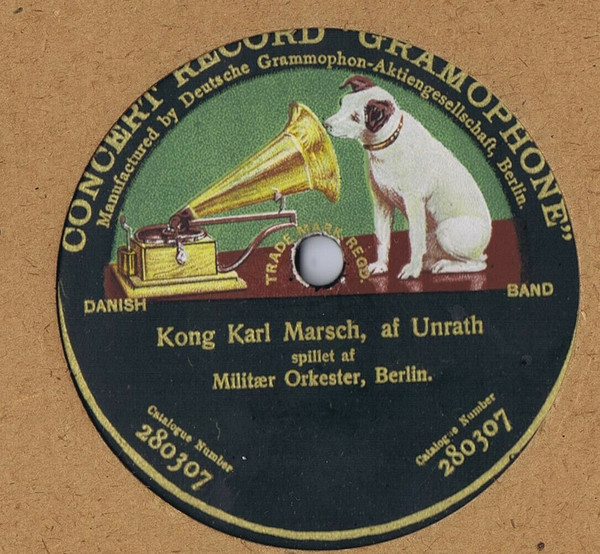 CONCERT RECORD "GRAMOPHONE"
Manufactured by Deutsche Grammophon-Aktiengesellschaft, Berlin.
TRADE MARK REGD.
DANISH BAND
Kong Karl Marsch, af Unrath
spillet af
Militær Orkester, Berlin.
Catalogue Number
280307
Catalogue Number
280307